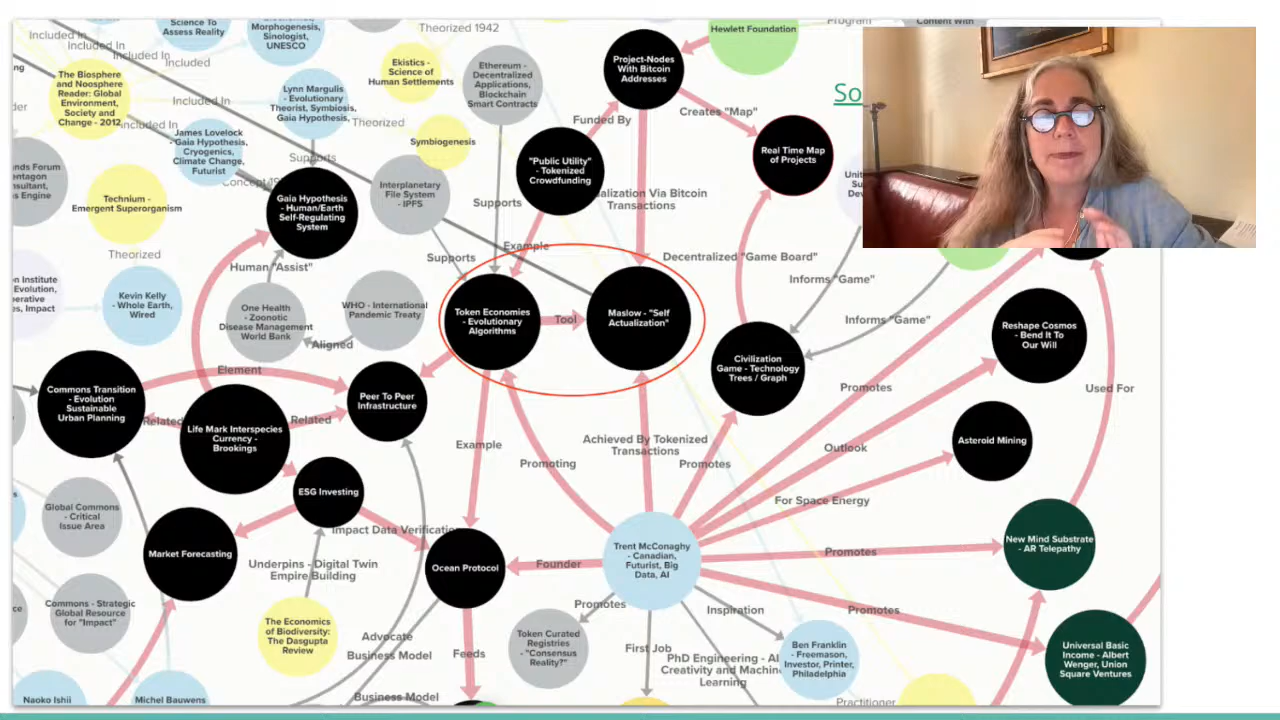 Included In
Included In
Included In
Included
Science To
Assess Reality
Morphogenesis,
Sinologist,
UNESCO
Theorized 1942
Program
Content With
Hewlett Foundation
Project-Nodes
With Bitcoin
Addresses
The Biosphere
and Noosphere
Reader: Global
Environment,
Society and
Change - 2012
Included In
Included In
Lynn Margulis
- Evolutionary
Theorist, Symbiosis,
Gaia Hypothesis,
Theorized
Ekistics -
Science of
Human Settlements
Ethereum -
Decentralized
Applications,
Blockchain
Smart Contracts
Funded By
Creates "Map"
So
James Lovelock
- Gaia Hypothesis,
Cryogenics,
Climate Change,
Futurist
Supports
Symbiogenesis
"Public Utility"
- Tokenized
Crowdfunding
Real Time Map
of Projects
Technium -
Emergent Superorganism
Gaia Hypothesis
- Human/Earth
Self-Regulating
System
Interplanetary
File System
- IPFS
Supports
alization Via Bitcoin
Transactions
Theorized
Human "Assist"
Supports
Example
Decentralized "Game Board"
Informs "Game"
Informs "Game"
Kevin Kelly
- Whole Earth,
Wired
One Health
- Zoonotic
Disease Management
World Bank
WHO - International
Pandemic Treaty
Aligned
Token Economies
- Evolutionary
Algorithms
Tool
Maslow - "Self
Actualization"
Civilization
Game - Technology
Trees / Graph
Reshape Cosmos
- Bend It To
Our Will
Element
Commons Transition
- Evolution
Sustainable
Urban Planning
Related
Life Mark Interspecies
Currency -
Brookings
Related
Peer To Peer
Infrastructure
Promotes
Used For
Example
Promoting
Achieved By Tokenized
Transactions
Promotes
Outlook
Asteroid Mining
ESG Investing
For Space Energy
Global Commons
- Critical
Issue Area
Market Forecasting
Impact Data Verification
Underpins - Digital Twin
Empire Building
Ocean Protocol
Founder
Trent McConaghy
- Canadian,
Futurist, Big
Data, AI
Promotes
New Mind Substrate
- AR Telepathy
Commons - Strategic
Global Resource
for "Impact"
The Economics
of Biodiversity:
The Dasgupta
Review
Promotes
Inspiration
Promotes
Advocate
Business Model
Feeds
Token Curated
Registries
- "Consensus
Reality?"
First Job
PhD Engineering - AI
Creativity and Machine
Learning
Ben Franklin
- Freemason,
Investor, Printer,
Philadelphia
Universal Basic
Income - Albert
Wenger, Union
Square Ventures
Naoko Ishii
Michel Bauwens
Business Model
Practitioner